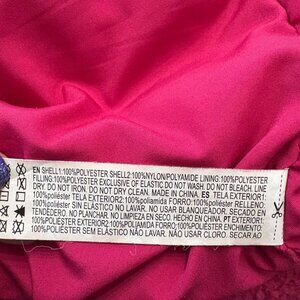 EN SHELL1:100%POLYESTER SHELL2:100%NYLON/POLYAMIDE LINING:100%POLYESTER
FILLING:100%POLYESTER EXCLUSIVE OF ELASTIC DO NOT WASH. DO NOT BLEACH. LINE
DRY. DO NOT IRON. DO NOT DRY CLEAN. MADE IN CHINA. ES TELA EXTERIOR1:
100%poliéster TELA EXTERIOR2:100%poliamida FORRO:100%poliéster RELLENO:
100%poliéster SIN ELASTICO NO LAVAR. NO USAR BLANQUEADOR. SECADO EN
TENDEDERO. NO PLANCHAR. NO LIMPIEZA EN SECO. HECHO EN CHINA. PT EXTERIOR1:
100%POLIÉSTER EXTERIOR2:100%poliamida FORRO:100%POLIÉSTER ENCHIMENTO:
100%POLIÉSTER SEM ELÁSTICO NÃO LAVAR. NÃO USAR CLORO. SECAR AO